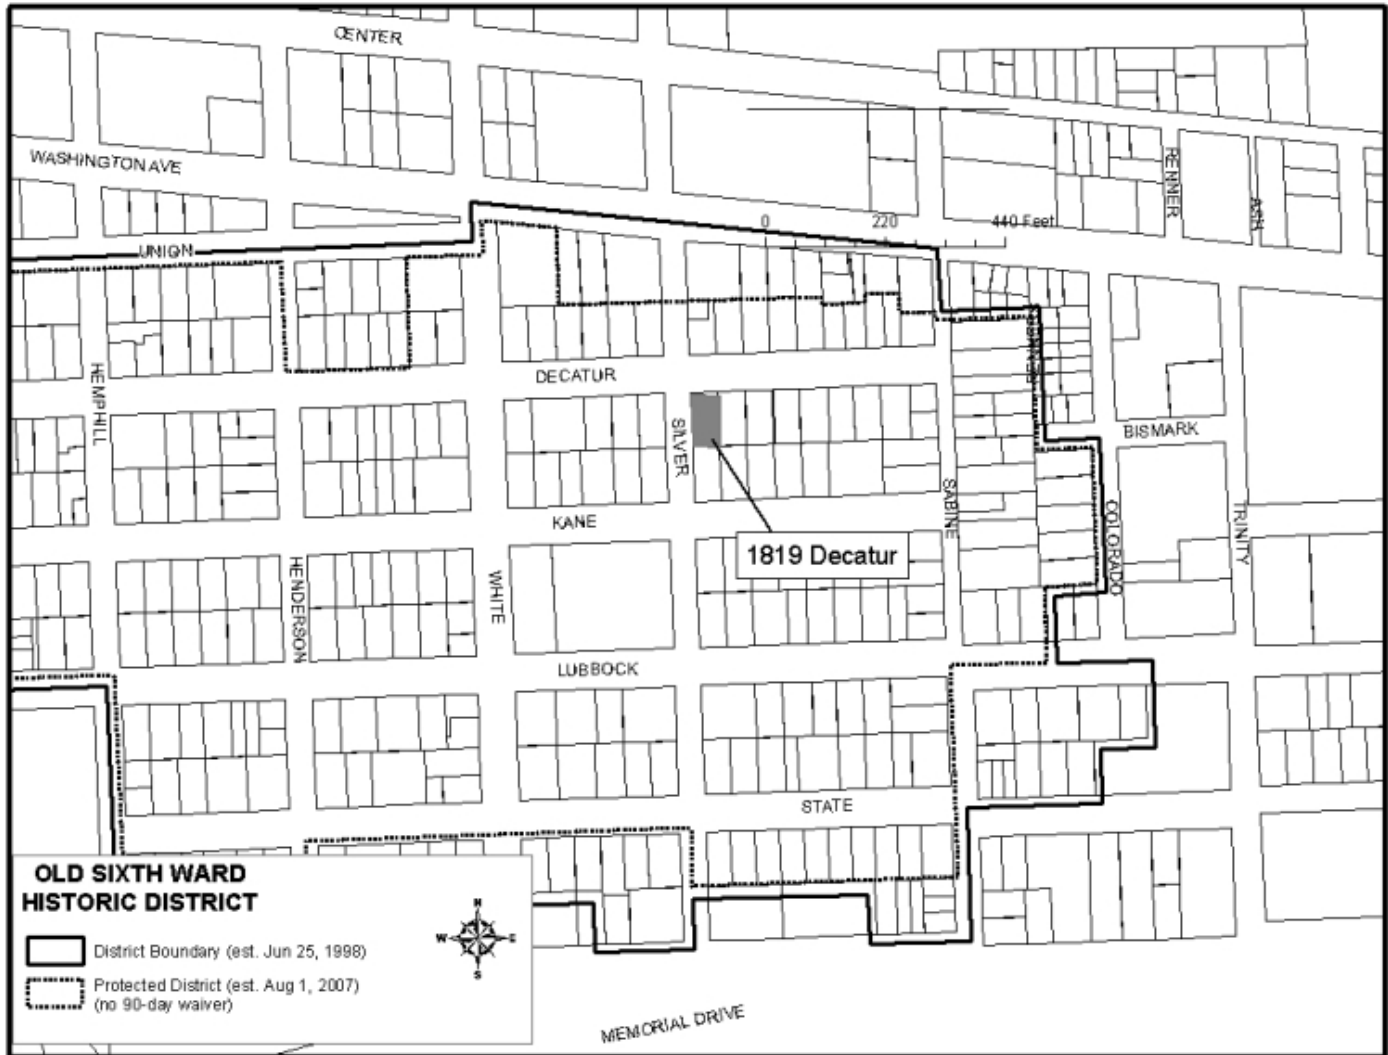 CENTER
WASHINGTON AVE
RENNER
ASH
0 220 440 Feet
UNION
HEMPHILL
DECATUR
SILVER
BISMARK
KANE
SABINE
COLORADO
TRINITY
1819 Decatur
HENDERSON
WHITE
LUBBOCK
STATE
OLD SIXTH WARD
HISTORIC DISTRICT
N
W E
S
District Boundary (est. Jun 25, 1998)
Protected District (est. Aug 1, 2007)
(no 90-day waiver)
MEMORIAL DRIVE